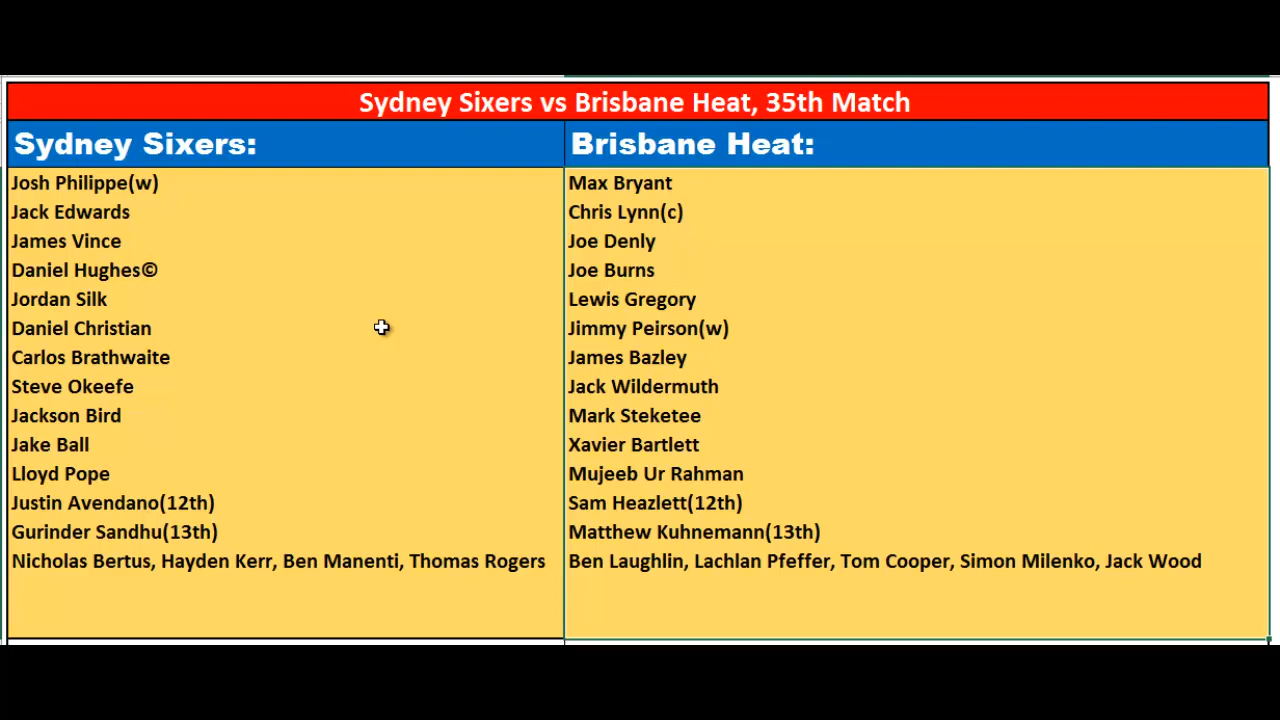 Sydney Sixers vs Brisbane Heat, 35th Match
Sydney Sixers:
Josh Philippe(w)
Jack Edwards
James Vince
Daniel Hughes©
Jordan Silk
Daniel Christian
Carlos Brathwaite
Steve Okeefe
Jackson Bird
Jake Ball
Lloyd Pope
Justin Avendano(12th)
Gurinder Sandhu(13th)
Nicholas Bertus, Hayden Kerr, Ben Manenti, Thomas Rogers
Brisbane Heat:
Max Bryant
Chris Lynn(c)
Joe Denly
Joe Burns
Lewis Gregory
Jimmy Peirson(w)
James Bazley
Jack Wildermuth
Mark Steketee
Xavier Bartlett
Mujeeb Ur Rahman
Sam Heazlett(12th)
Matthew Kuhnemann(13th)
Ben Laughlin, Lachlan Pfeffer, Tom Cooper, Simon Milenko, Jack Wood